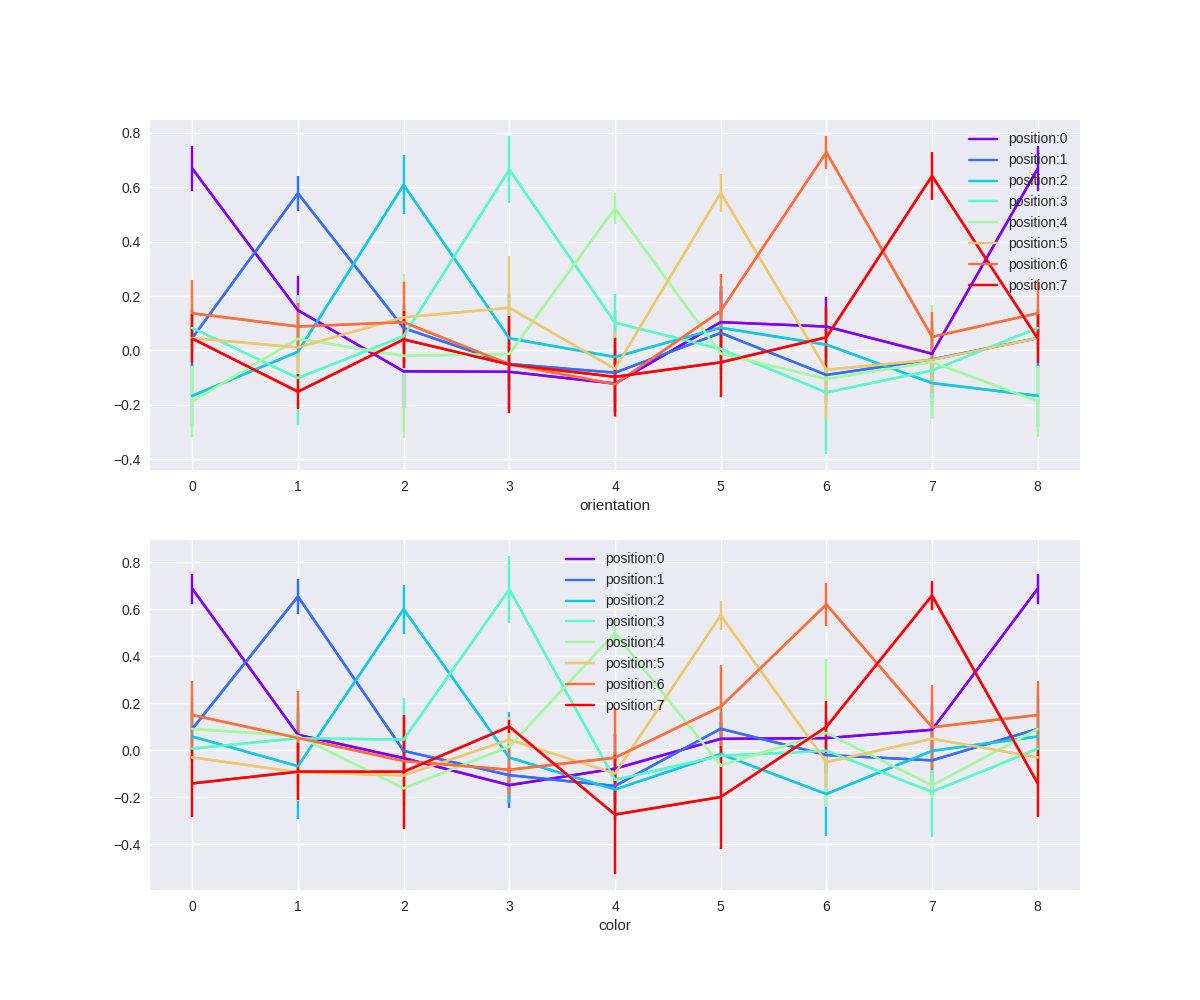 0.8
0.6
0.4
0.2
0.0
−0.2
−0.4
position:0
position:1
position:2
position:3
position:4
position:5
position:6
position:7
0 1 2 3 4 5 6 7 8
orientation
0.8
0.6
0.4
0.2
0.0
−0.2
−0.4
position:0
position:1
position:2
position:3
position:4
position:5
position:6
position:7
0 1 2 3 4 5 6 7 8
color